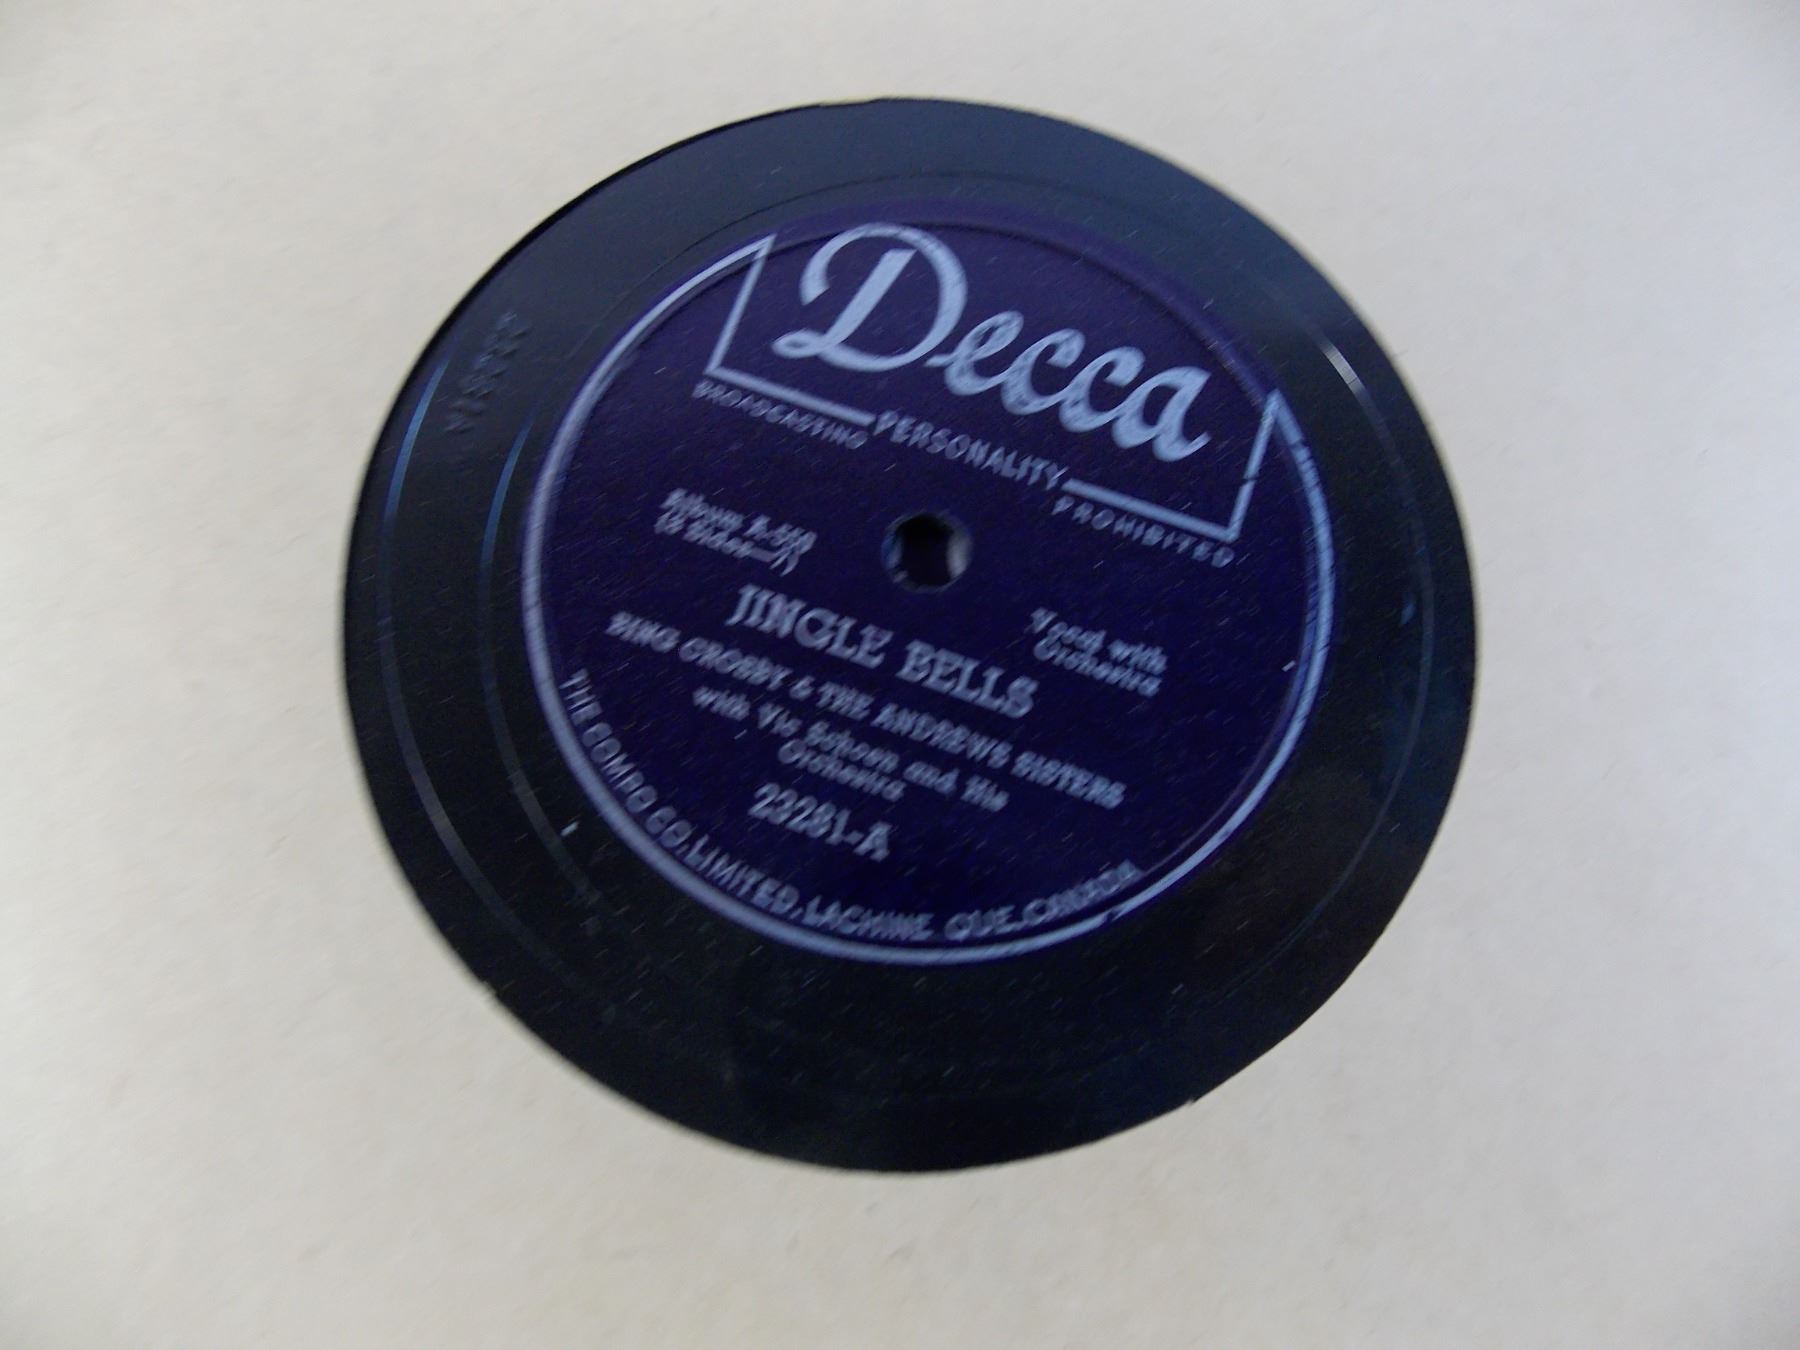 Decca
BROADCASTING PERSONALITY PROHIBITED
Album A-550
Vocal with
Orchestra
JINGLE BELLS
BING CROSBY & THE ANDREWS SISTERS
with Vic Schoen and His
Orchestra
23281-A
THE COMPO CO. LIMITED, LACHINE QUE. CANADA